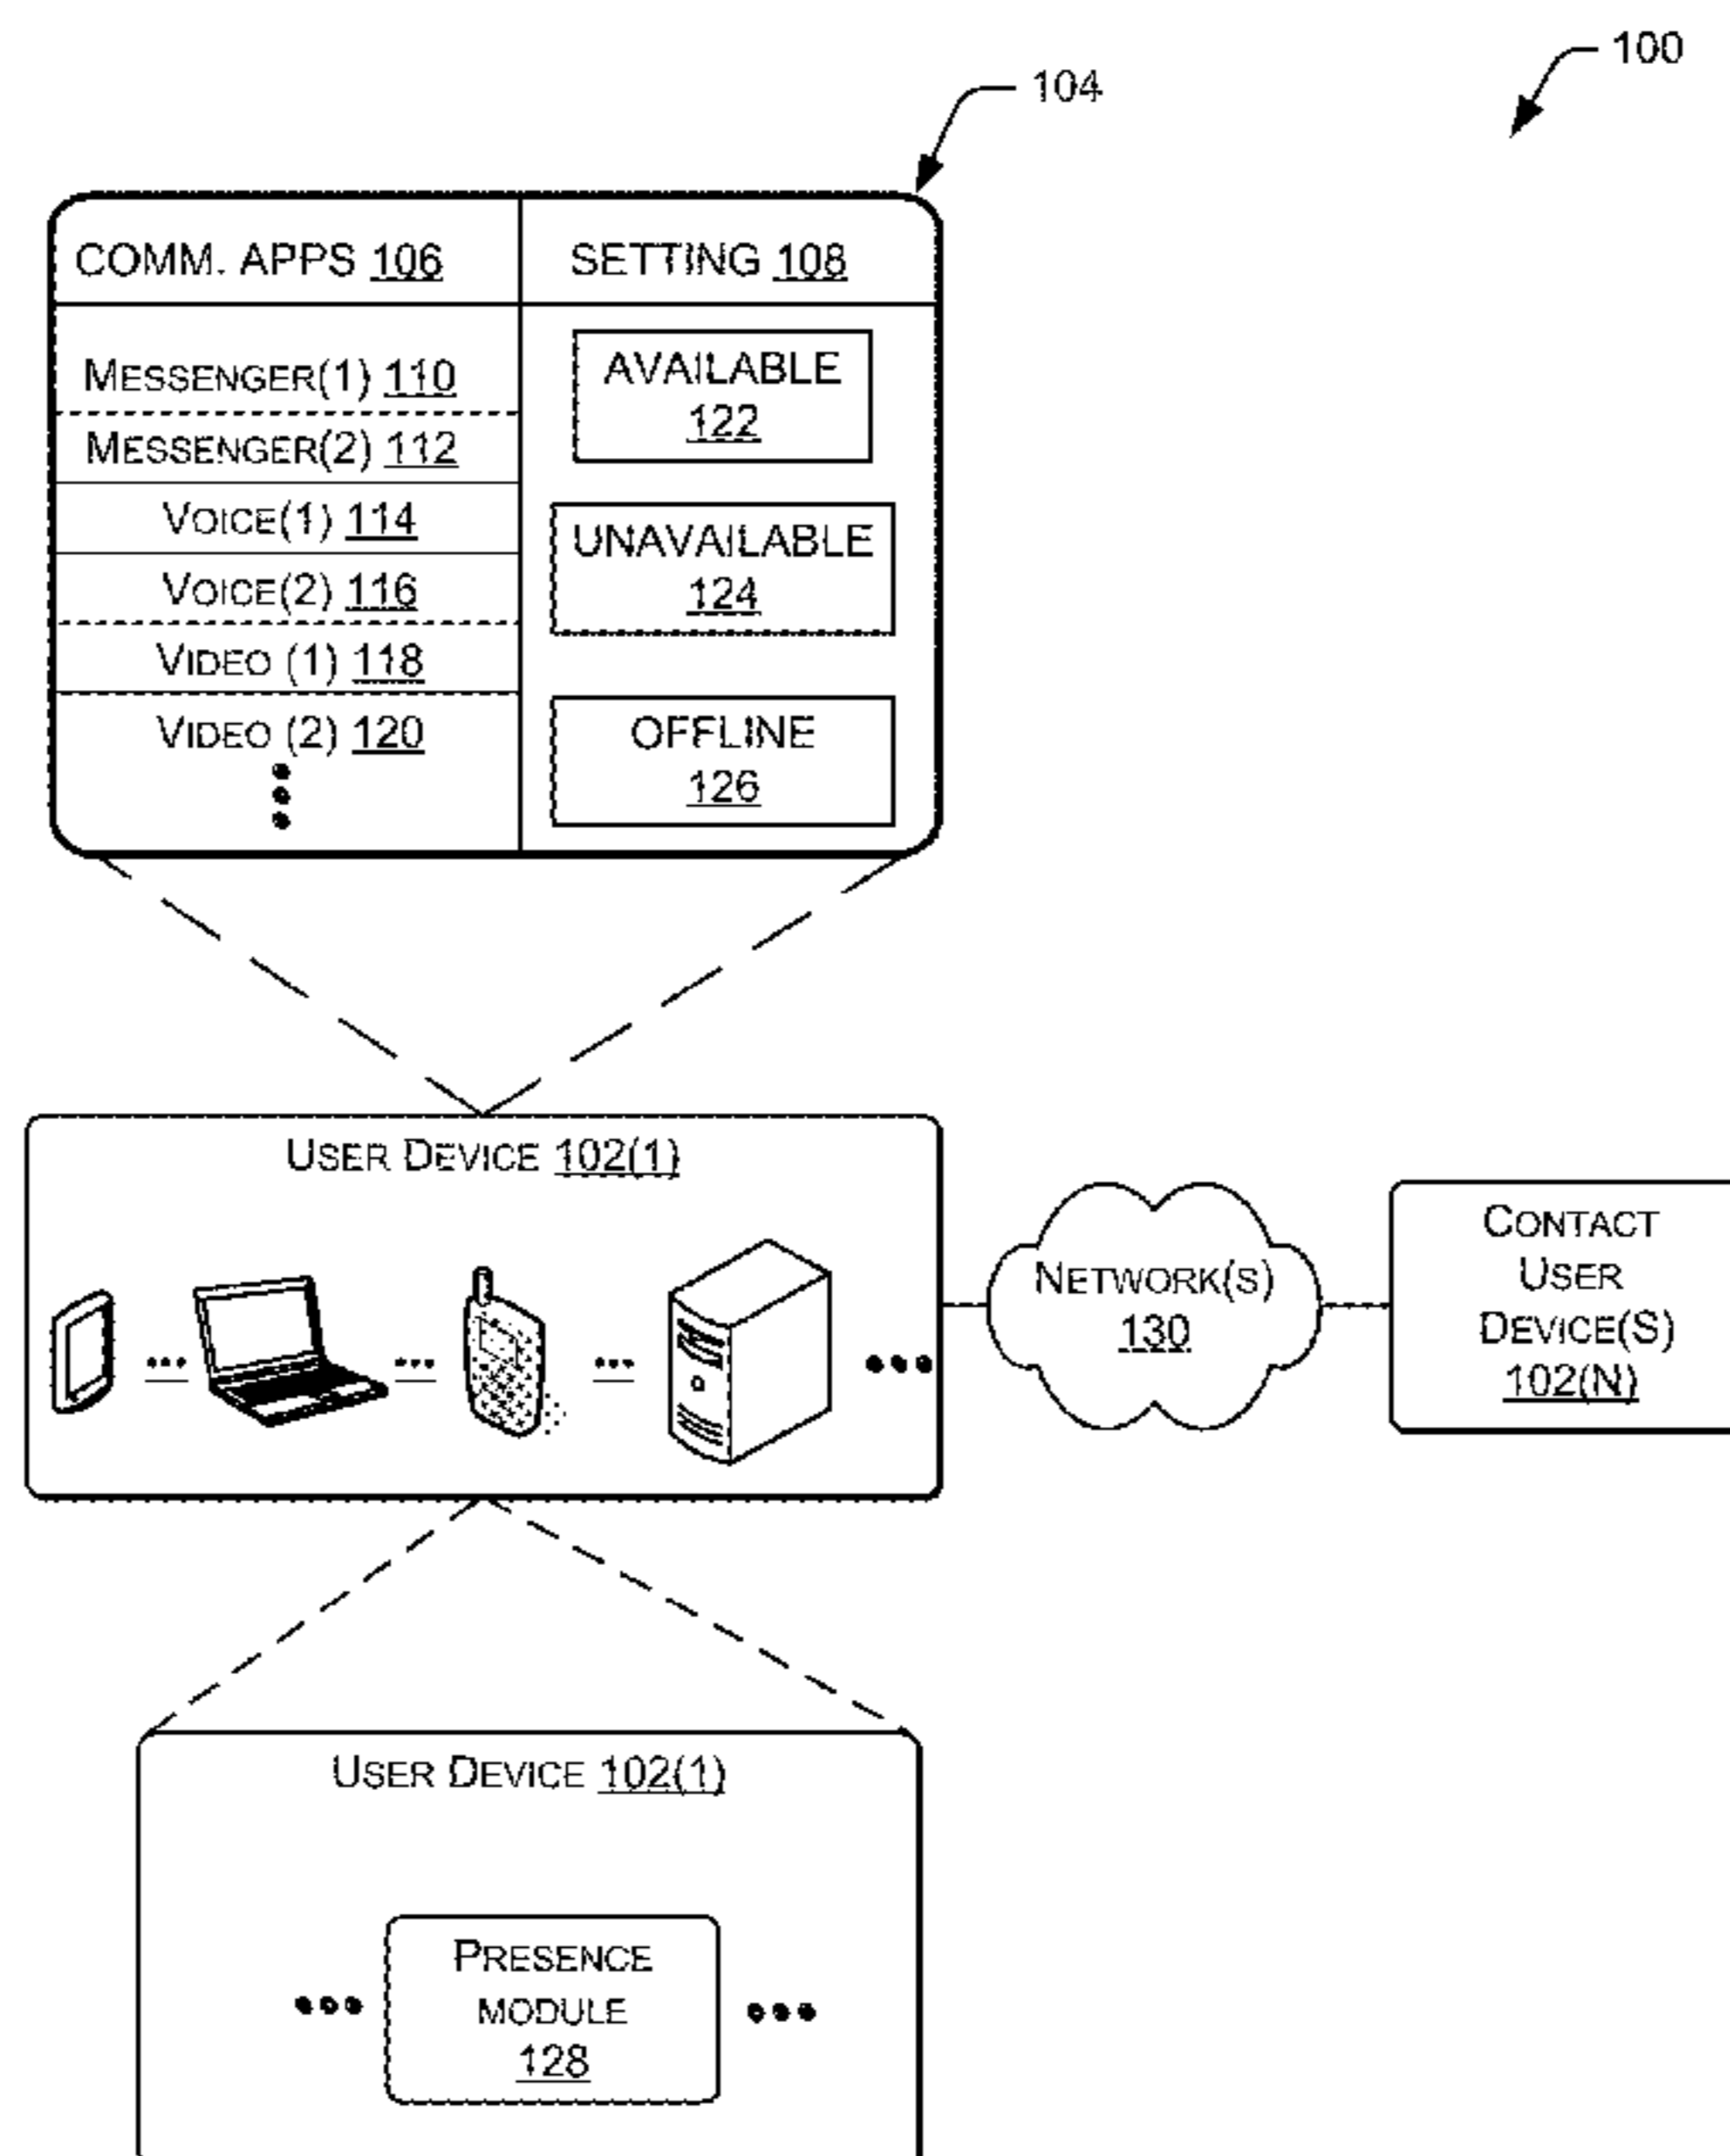 100
104
COMM. APPS 106
SETTING 108
MESSENGER(1) 110
MESSENGER(2) 112
VOICE(1) 114
VOICE(2) 116
VIDEO (1) 118
VIDEO (2) 120
AVAILABLE
122
UNAVAILABLE
124
OFFLINE
126
USER DEVICE 102(1)
NETWORK(S)
130
CONTACT
USER
DEVICE(S)
102(N)
USER DEVICE 102(1)
PRESENCE
MODULE
128